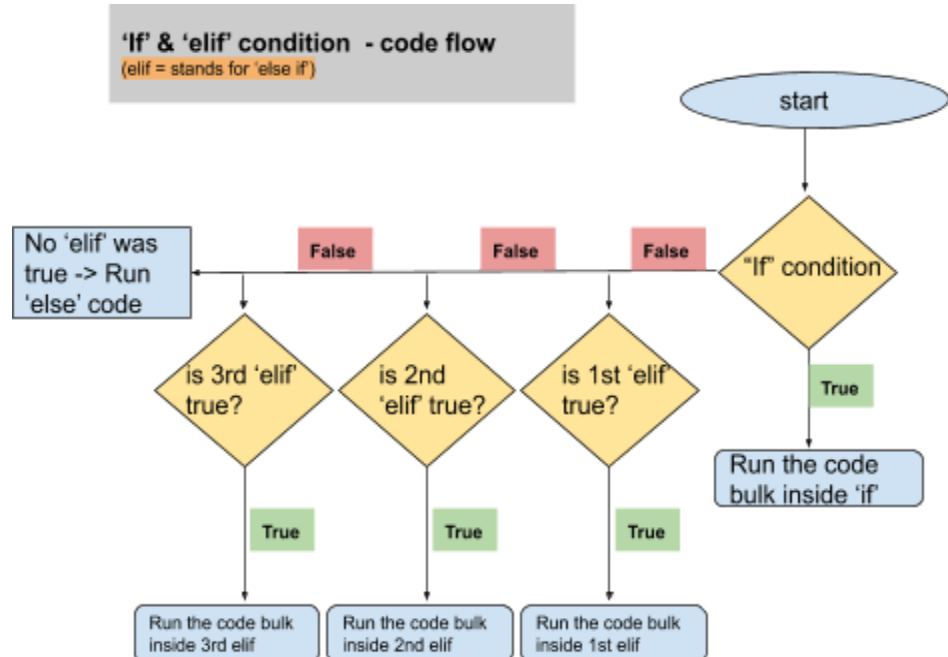 ‘If’ & ‘elif’ condition - code flow
(elif = stands for ‘else if’)
start
No ‘elif’ was
true -> Run
‘else’ code
False
False
False
“If” condition
is 3rd ‘elif’
true?
is 2nd
‘elif’ true?
is 1st ‘elif’
true?
True
Run the code
bulk inside ‘if’
True
True
True
Run the code bulk
inside 3rd elif
Run the code bulk
inside 2nd elif
Run the code bulk
inside 1st elif